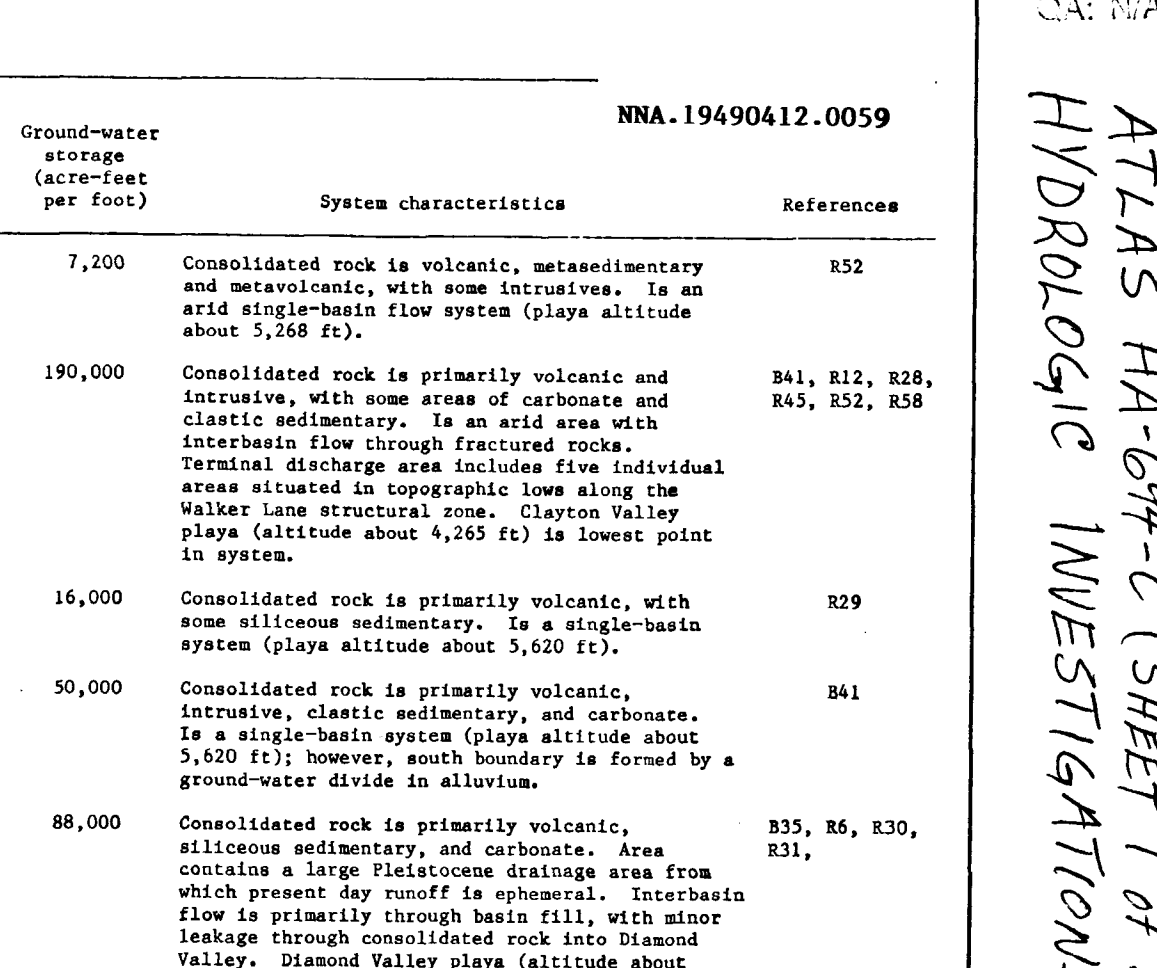 QA: N/A
NNA.19490412.0059
Ground-water
storage
(acre-feet
per foot)
System characteristics
References
7,200
Consolidated rock is volcanic, metasedimentary
and metavolcanic, with some intrusives. Is an
arid single-basin flow system (playa altitude
about 5,268 ft).
R52
190,000
Consolidated rock is primarily volcanic and
intrusive, with some areas of carbonate and
clastic sedimentary. Is an arid area with
interbasin flow through fractured rocks.
Terminal discharge area includes five individual
areas situated in topographic lows along the
Walker Lane structural zone. Clayton Valley
playa (altitude about 4,265 ft) is lowest point
in system.
B41, R12, R28,
R45, R52, R58
16,000
Consolidated rock is primarily volcanic, with
some siliceous sedimentary. Is a single-basin
system (playa altitude about 5,620 ft).
R29
50,000
Consolidated rock is primarily volcanic,
intrusive, clastic sedimentary, and carbonate.
Is a single-basin system (playa altitude about
5,620 ft); however, south boundary is formed by a
ground-water divide in alluvium.
B41
88,000
Consolidated rock is primarily volcanic,
siliceous sedimentary, and carbonate. Area
contains a large Pleistocene drainage area from
which present day runoff is ephemeral. Interbasin
flow is primarily through basin fill, with minor
leakage through consolidated rock into Diamond
Valley. Diamond Valley playa (altitude about
B35, R6, R30,
R31,
ATLAS HA-694-C (SHEET 1 of
HYDROLOGIC INVESTIGATIONS